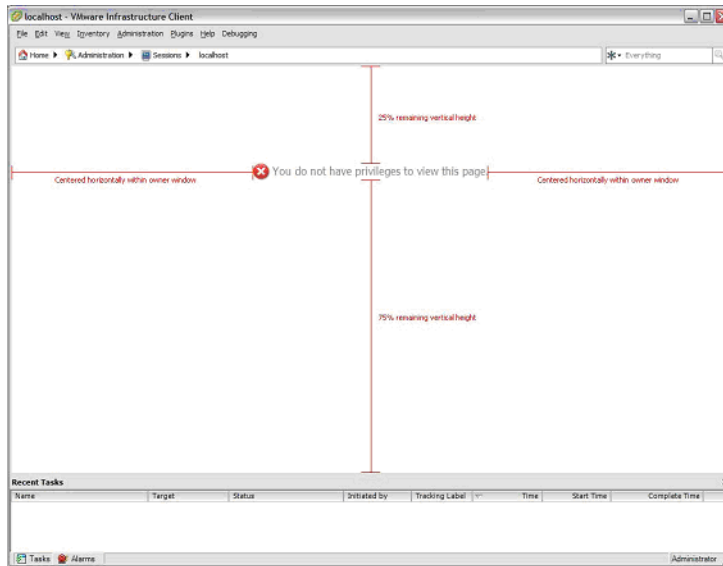 localhost - VMware Infrastructure Client
File Edit View Inventory Administration Plugins Help Debugging
Home Administration Sessions localhost Everything
25% remaining vertical height
You do not have privileges to view this page
Centered horizontally within owner window Centered horizontally within owner window
75% remaining vertical height
Recent Tasks
Name Target Status Initiated by Tracking Label Time Start Time Complete Time
Tasks Alarms Administrator